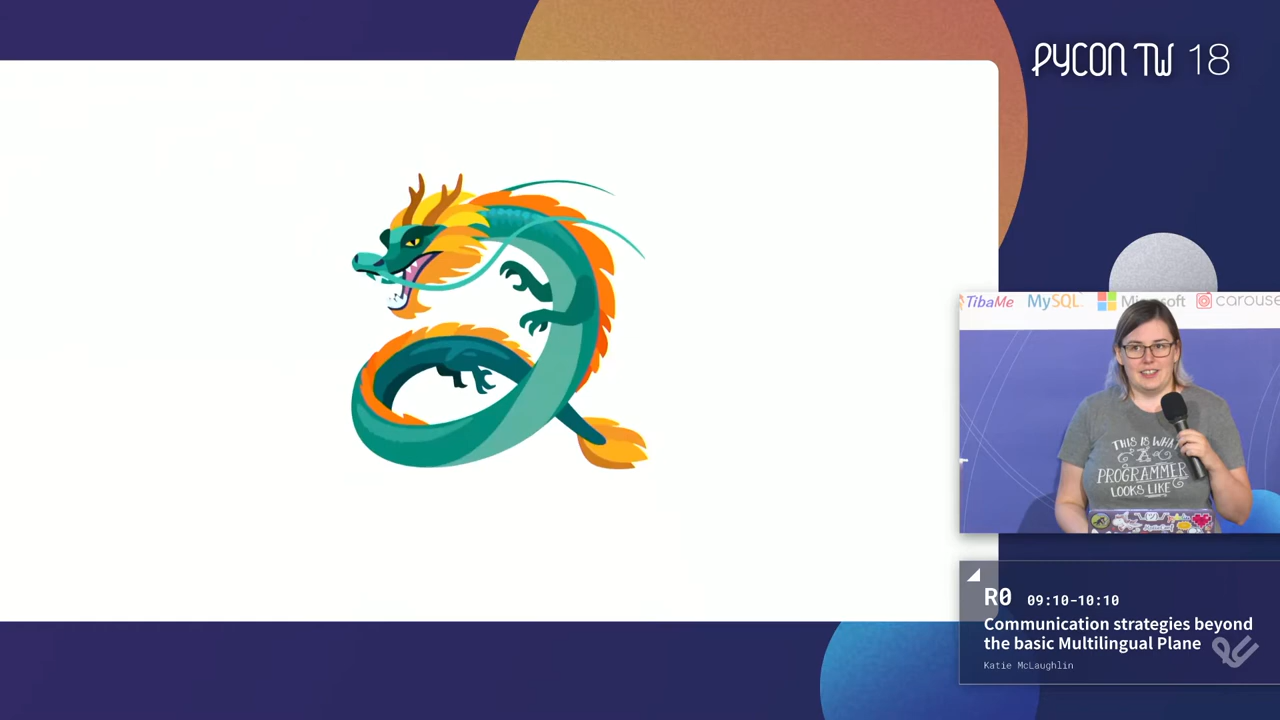 PYCON TW 18
TibaMe MySQL Microsoft carouse
THIS IS WHAT
A
PROGRAMMER
LOOKS LIKE
R0 09:10-10:10
Communication strategies beyond
the basic Multilingual Plane
Katie McLaughlin